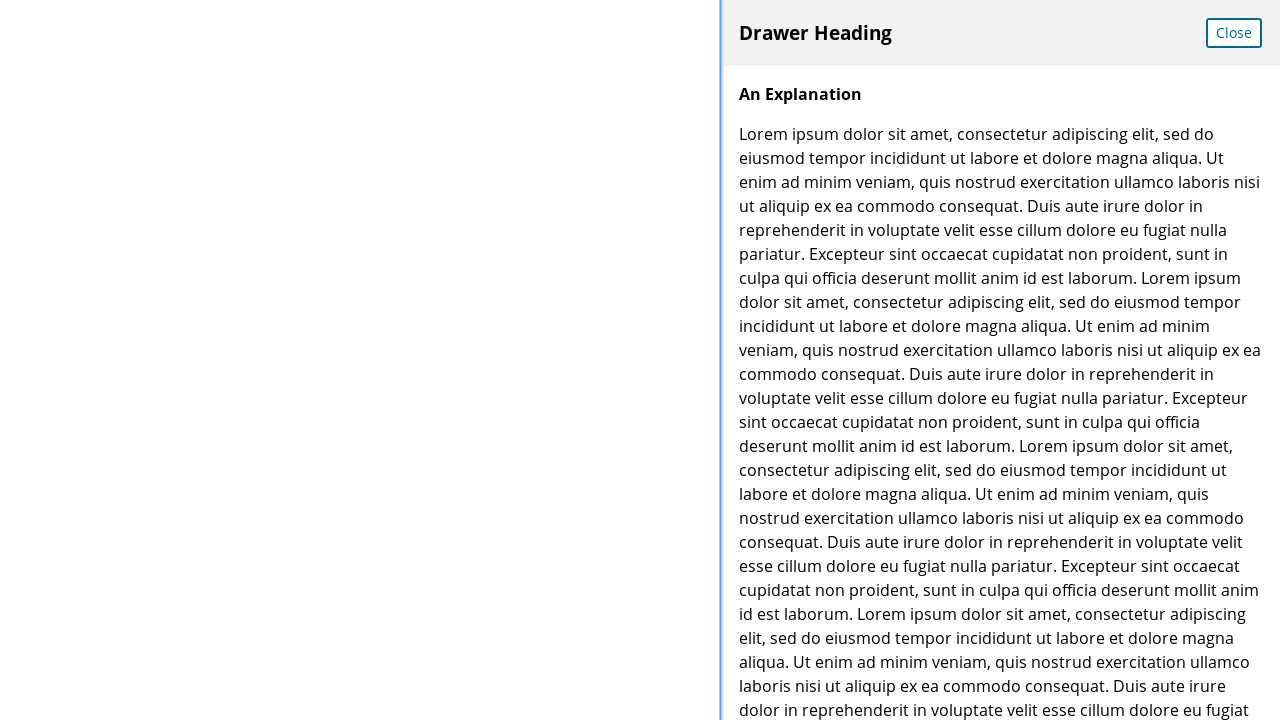 Drawer Heading
Close
An Explanation
Lorem ipsum dolor sit amet, consectetur adipiscing elit, sed do
eiusmod tempor incididunt ut labore et dolore magna aliqua. Ut
enim ad minim veniam, quis nostrud exercitation ullamco laboris nisi
ut aliquip ex ea commodo consequat. Duis aute irure dolor in
reprehenderit in voluptate velit esse cillum dolore eu fugiat nulla
pariatur. Excepteur sint occaecat cupidatat non proident, sunt in
culpa qui officia deserunt mollit anim id est laborum. Lorem ipsum
dolor sit amet, consectetur adipiscing elit, sed do eiusmod tempor
incididunt ut labore et dolore magna aliqua. Ut enim ad minim
veniam, quis nostrud exercitation ullamco laboris nisi ut aliquip ex ea
commodo consequat. Duis aute irure dolor in reprehenderit in
voluptate velit esse cillum dolore eu fugiat nulla pariatur. Excepteur
sint occaecat cupidatat non proident, sunt in culpa qui officia
deserunt mollit anim id est laborum. Lorem ipsum dolor sit amet,
consectetur adipiscing elit, sed do eiusmod tempor incididunt ut
labore et dolore magna aliqua. Ut enim ad minim veniam, quis
nostrud exercitation ullamco laboris nisi ut aliquip ex ea commodo
consequat. Duis aute irure dolor in reprehenderit in voluptate velit
esse cillum dolore eu fugiat nulla pariatur. Excepteur sint occaecat
cupidatat non proident, sunt in culpa qui officia deserunt mollit anim
id est laborum. Lorem ipsum dolor sit amet, consectetur adipiscing
elit, sed do eiusmod tempor incididunt ut labore et dolore magna
aliqua. Ut enim ad minim veniam, quis nostrud exercitation ullamco
laboris nisi ut aliquip ex ea commodo consequat. Duis aute irure
dolor in reprehenderit in voluptate velit esse cillum dolore eu fugiat